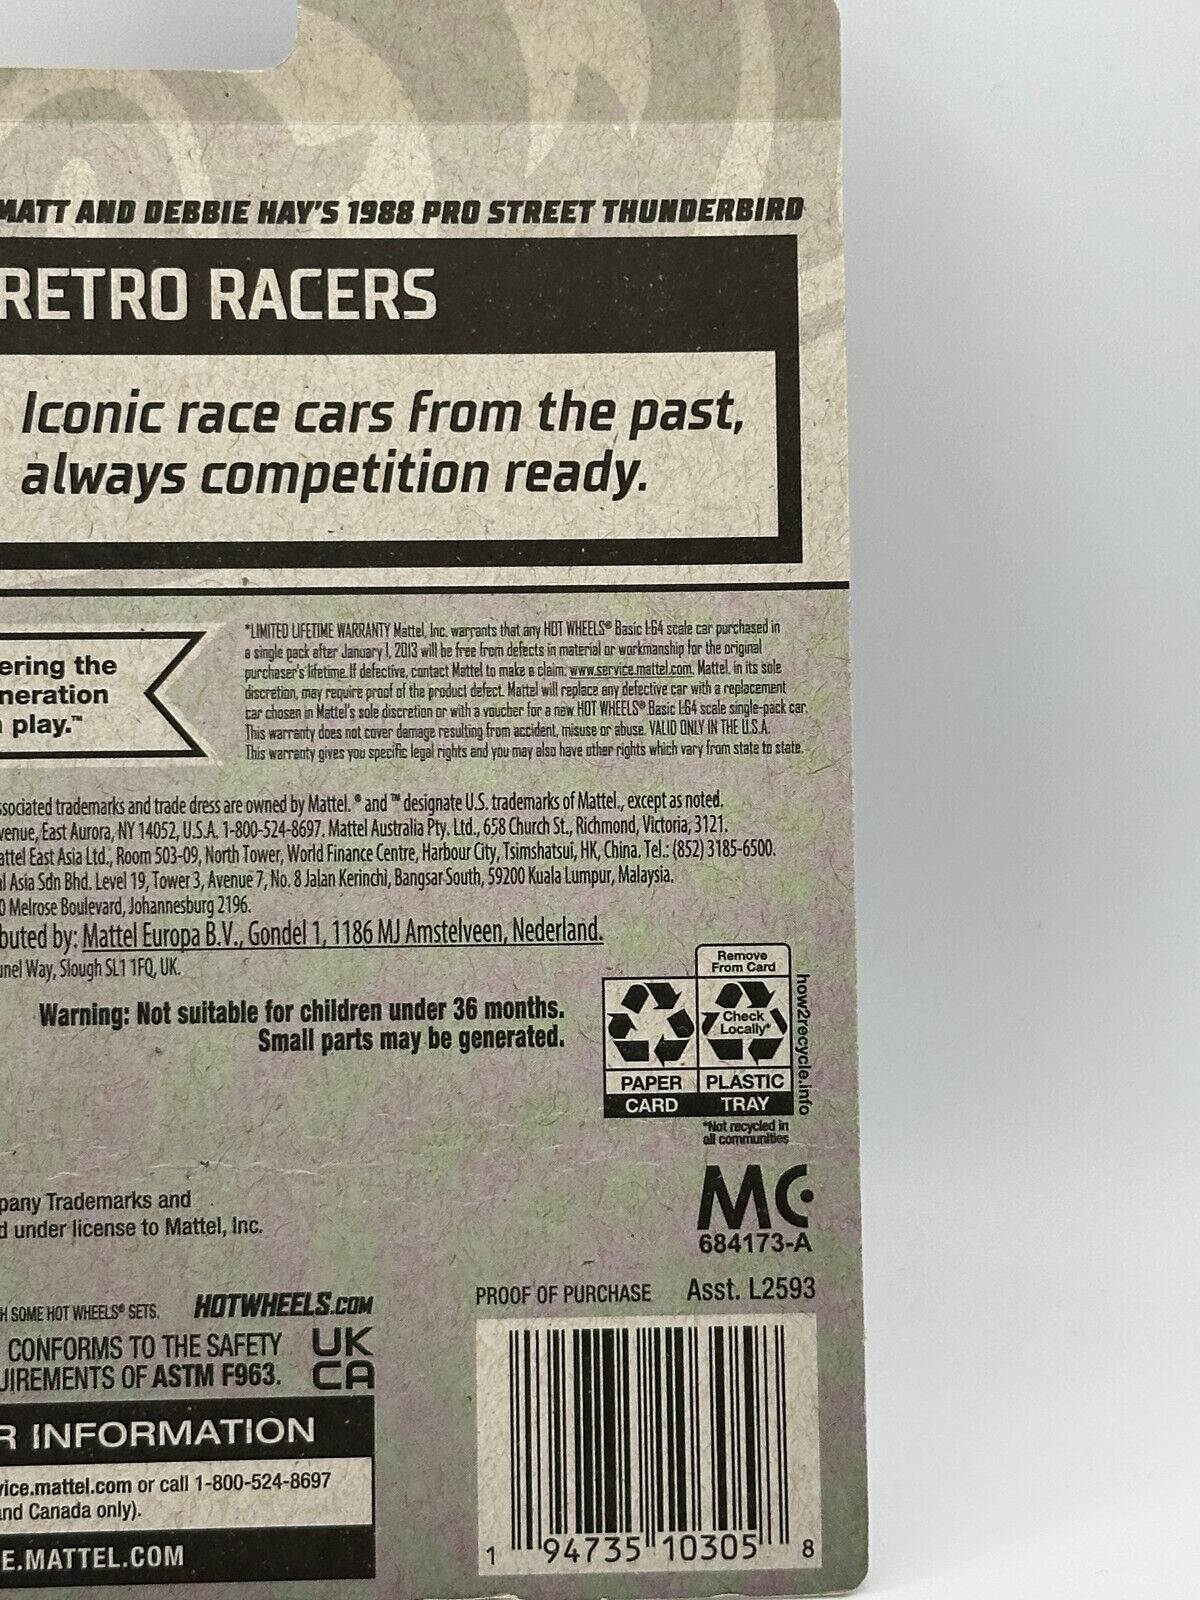 MATT AND DEBBIE HAY'S 1988 PRO STREET THUNDERBIRD
RETRO RACERS
Iconic race cars from the past,
always competition ready.
ering the
neration
play.™
*LIMITED LIFETIME WARRANTY Mattel, Inc. warrants that any HOT WHEELS® Basic 1:64 scale car purchased in
a single pack after January 1, 2013 will be free from defects in material or workmanship for the original
purchaser's lifetime. If defective, contact Mattel to make a claim: www.service.mattel.com. Mattel, in its sole
discretion, may require proof of the product defect. Mattel will replace any defective car with a replacement
car chosen in Mattel's sole discretion or with a voucher for a new HOT WHEELS® Basic 1:64 scale single-pack car.
This warranty does not cover damage resulting from accident, misuse or abuse. VALID ONLY IN THE U.S.A.
This warranty gives you specific legal rights and you may also have other rights which vary from state to state.
ssociated trademarks and trade dress are owned by Mattel. ® and ™ designate U.S. trademarks of Mattel., except as noted.
venue, East Aurora, NY 14052, U.S.A. 1-800-524-8697. Mattel Australia Pty. Ltd., 658 Church St., Richmond, Victoria, 3121.
attel East Asia Ltd., Room 503-09, North Tower, World Finance Centre, Harbour City, Tsimshatsui, HK, China. Tel.: (852) 3185-6500.
l Asia Sdn Bhd. Level 19, Tower 3, Avenue 7, No. 8 Jalan Kerinchi, Bangsar South, 59200 Kuala Lumpur, Malaysia.
0 Melrose Boulevard, Johannesburg 2196.
buted by: Mattel Europa B.V., Gondel 1, 1186 MJ Amstelveen, Nederland.
unel Way, Slough SL1 1FQ, UK.
Warning: Not suitable for children under 36 months.
Small parts may be generated.
Remove
From Card
Check
Locally*
PAPER
CARD
PLASTIC
TRAY
how2recycle.info
*Not recycled in
all communities
pany Trademarks and
d under license to Mattel, Inc.
MC
684173-A
PROOF OF PURCHASE Asst. L2593
H SOME HOT WHEELS® SETS. HOTWHEELS.COM
CONFORMS TO THE SAFETY
UIREMENTS OF ASTM F963.
UK
CA
R INFORMATION
vice.mattel.com or call 1-800-524-8697
and Canada only).
E.MATTEL.COM
1 94735 10305 8